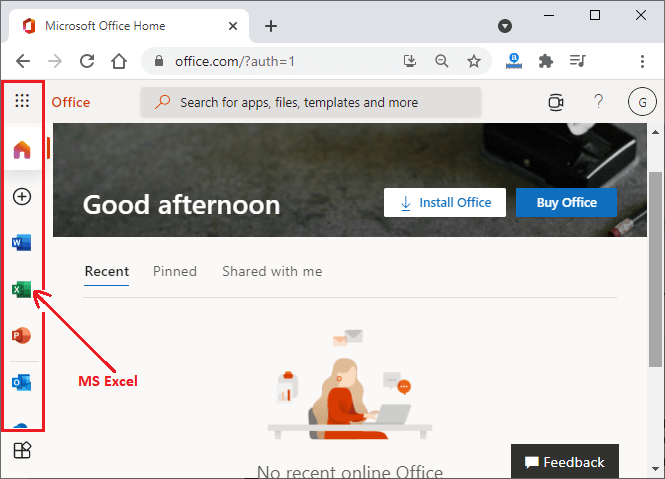 Microsoft Office Home
office.com/?auth=1
Office
Search for apps, files, templates and more
?
G
Good afternoon
Install Office
Buy Office
Recent Pinned Shared with me
W
X
P
MS Excel
O
Feedback
No recent online Office